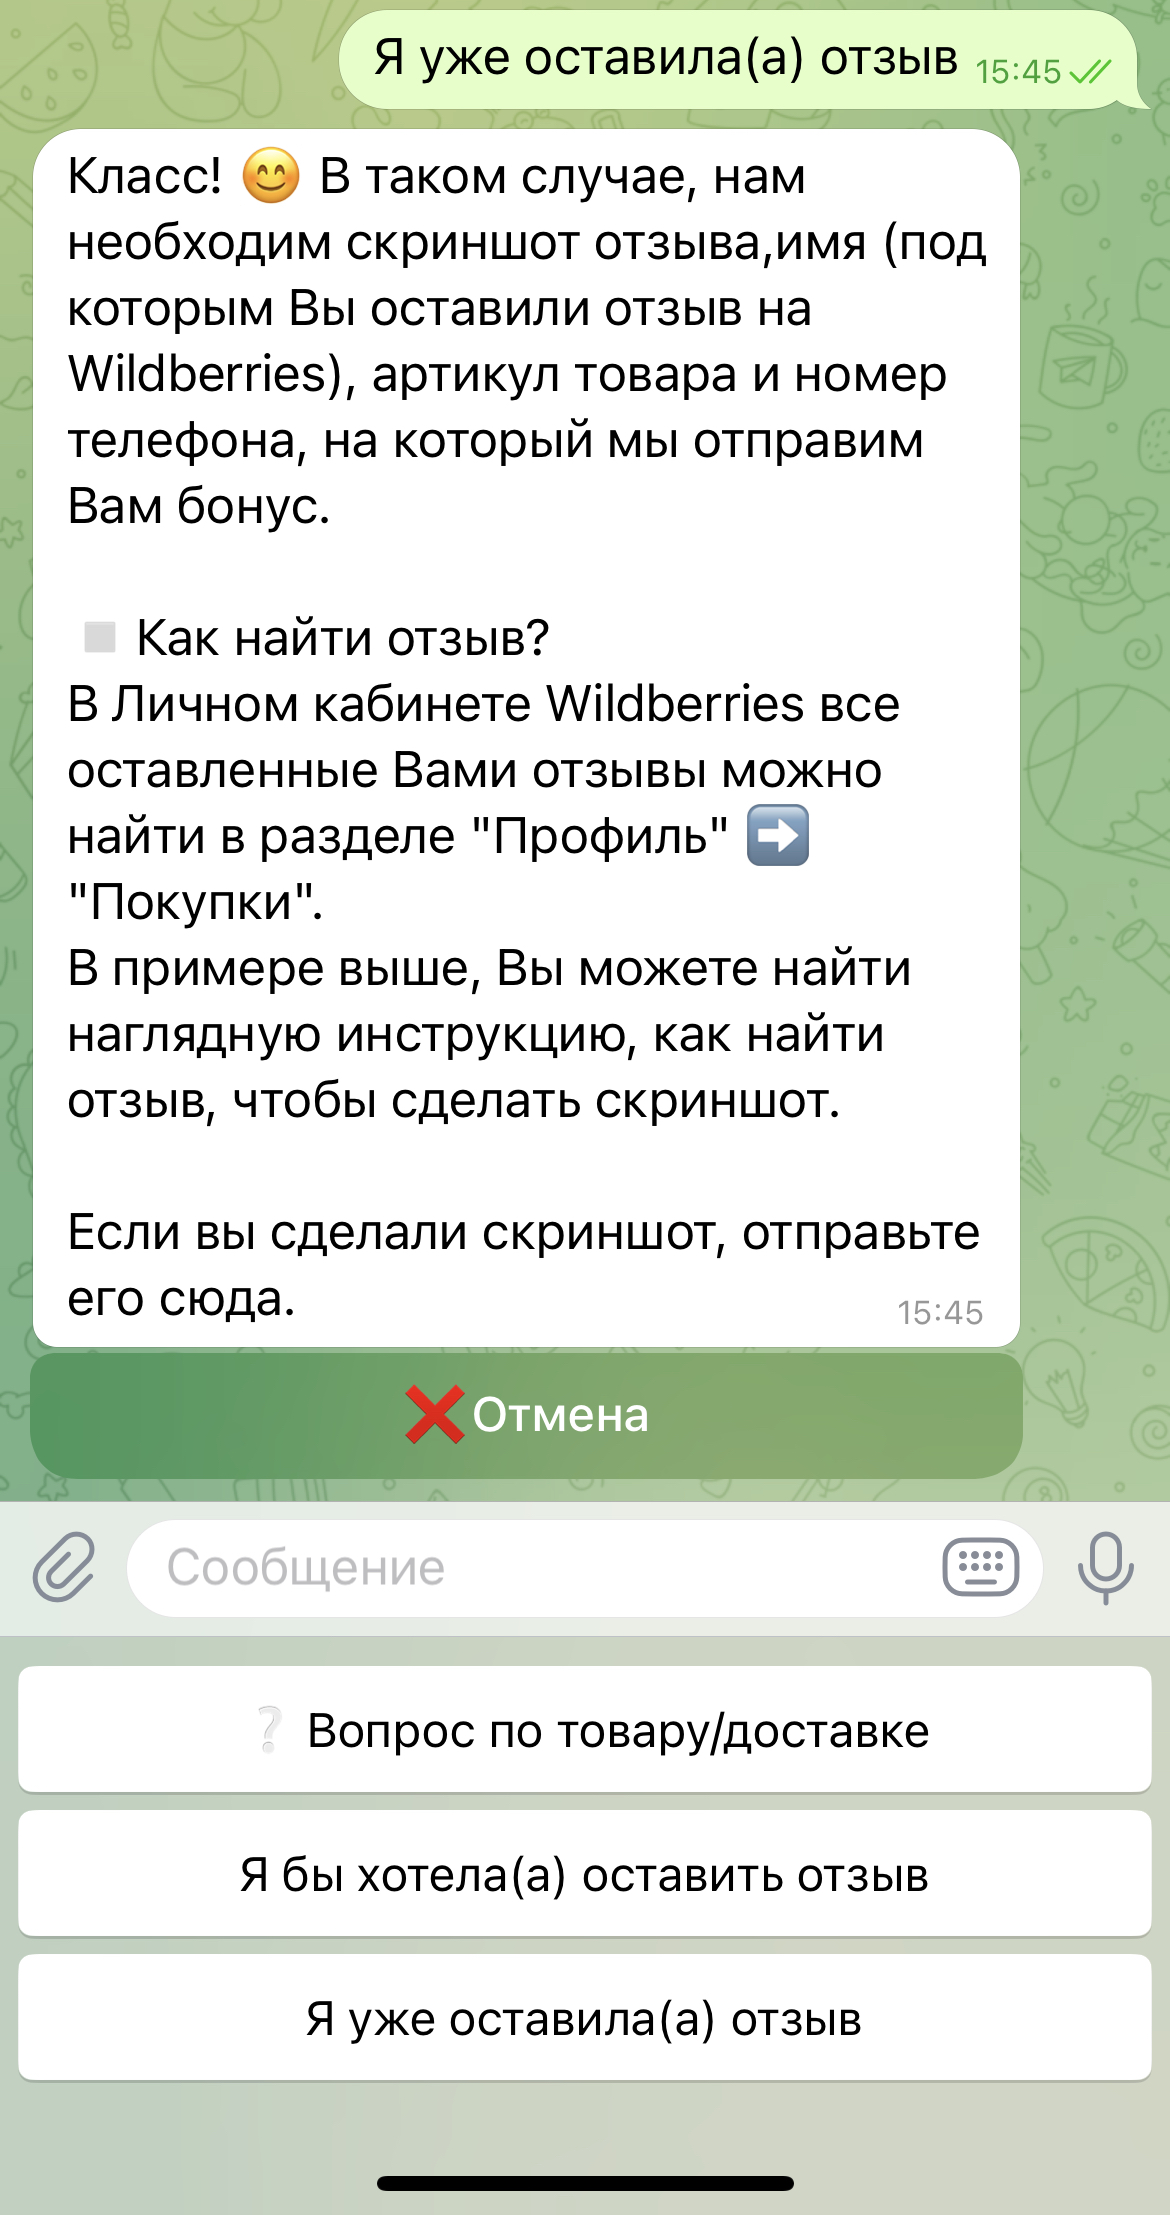 Я уже оставила(а) отзыв 15:45
Класс! 😊 В таком случае, нам
необходим скриншот отзыва,имя (под
которым Вы оставили отзыв на
Wildberries), артикул товара и номер
телефона, на который мы отправим
Вам бонус.
◽ Как найти отзыв?
В Личном кабинете Wildberries все
оставленные Вами отзывы можно
найти в разделе "Профиль" ➡️
"Покупки".
В примере выше, Вы можете найти
наглядную инструкцию, как найти
отзыв, чтобы сделать скриншот.
Если вы сделали скриншот, отправьте
его сюда. 15:45
❌Отмена
Сообщение
❔ Вопрос по товару/доставке
Я бы хотела(а) оставить отзыв
Я уже оставила(а) отзыв